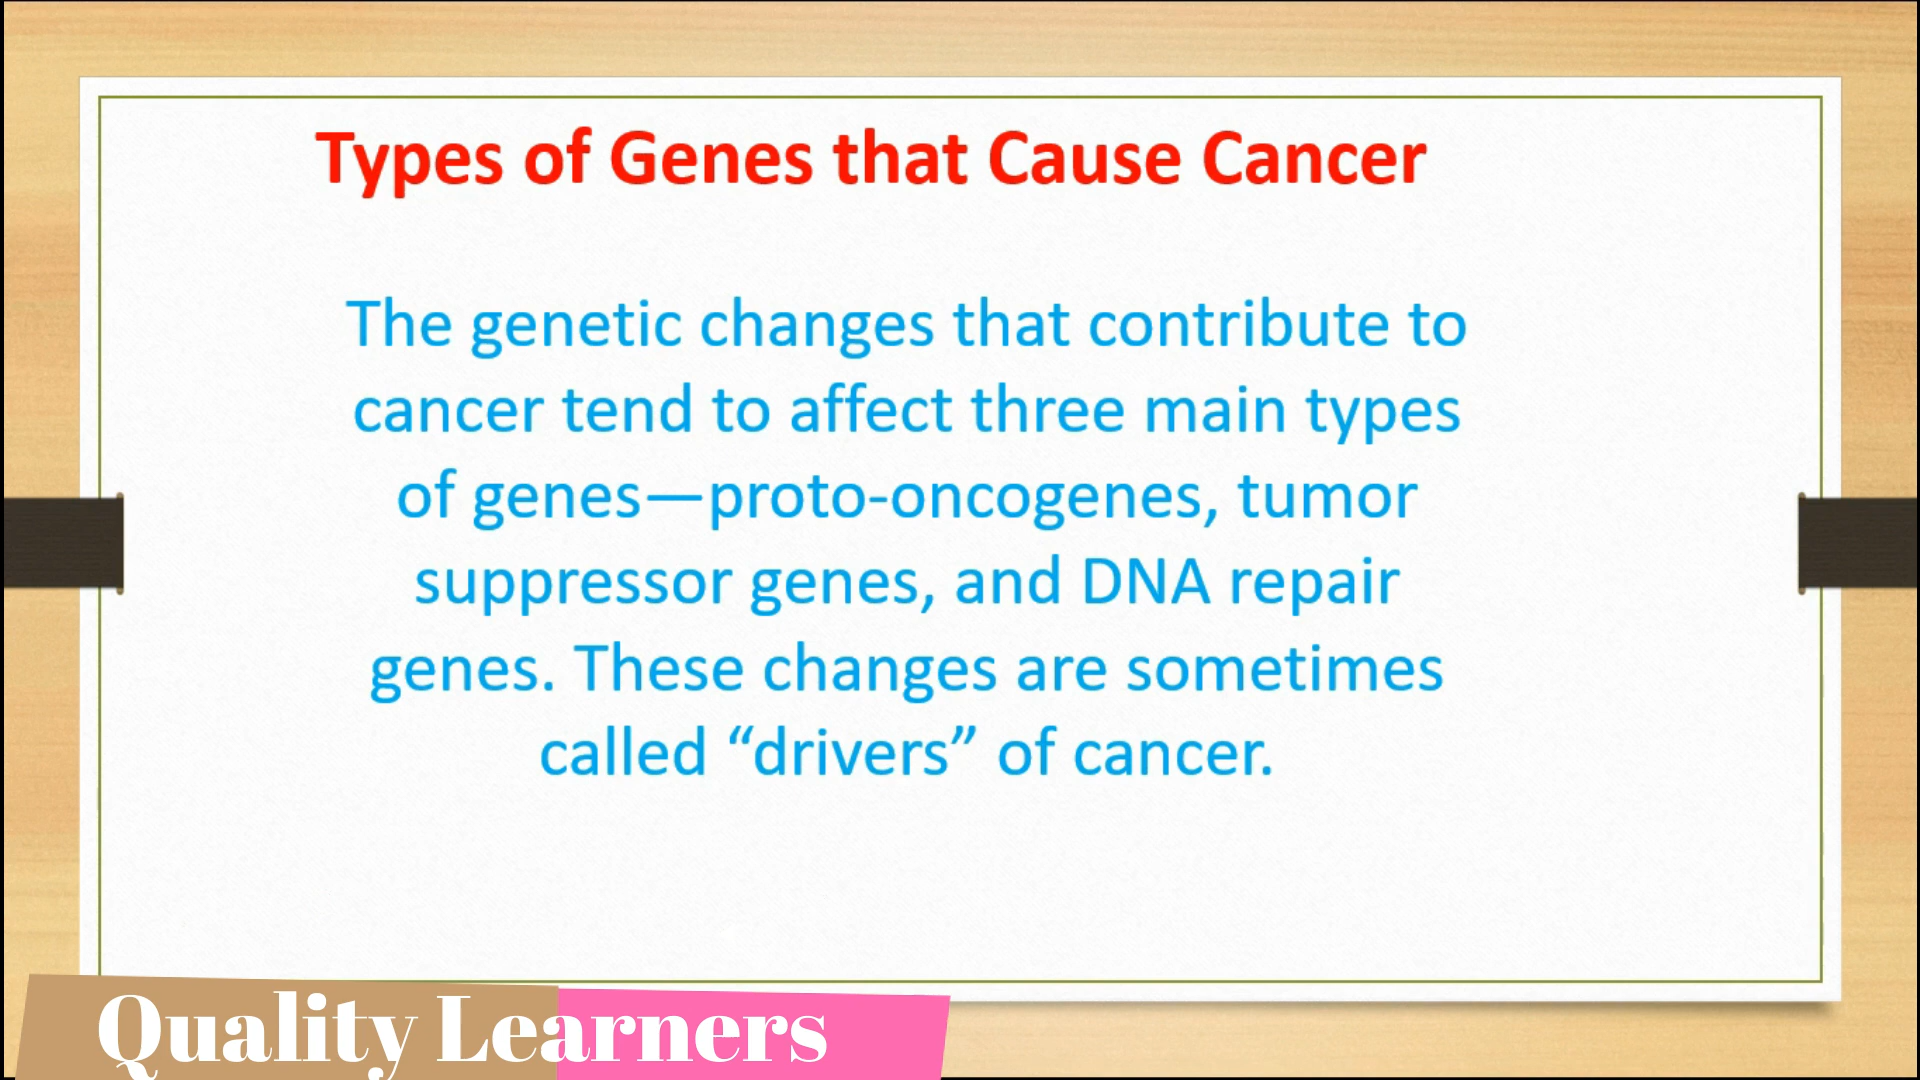 Types of Genes that Cause Cancer
The genetic changes that contribute to
cancer tend to affect three main types
of genes—proto-oncogenes, tumor
suppressor genes, and DNA repair
genes. These changes are sometimes
called “drivers” of cancer.
Quality Learners